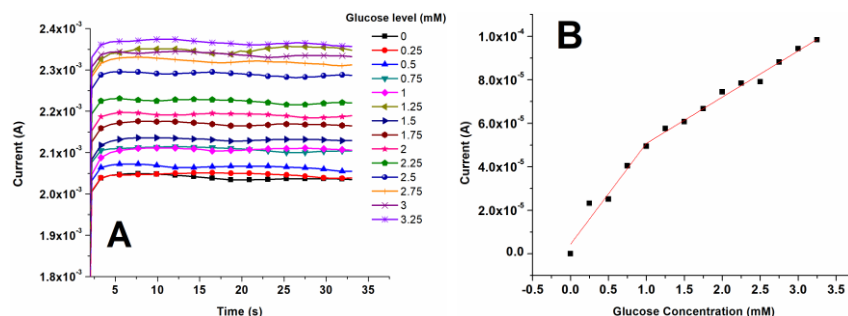 Glucose level (mM)
0
0.25
0.5
0.75
1
1.25
1.5
1.75
2
2.25
2.5
2.75
3
3.25
A
Current (A)
2.4x10⁻³
2.3x10⁻³
2.2x10⁻³
2.1x10⁻³
2.0x10⁻³
1.9x10⁻³
1.8x10⁻³
5 10 15 20 25 30 35
Time (s)
B
Current (A)
1.0x10⁻⁴
8.0x10⁻⁵
6.0x10⁻⁵
4.0x10⁻⁵
2.0x10⁻⁵
0.0
-0.5 0.0 0.5 1.0 1.5 2.0 2.5 3.0 3.5
Glucose Concentration (mM)